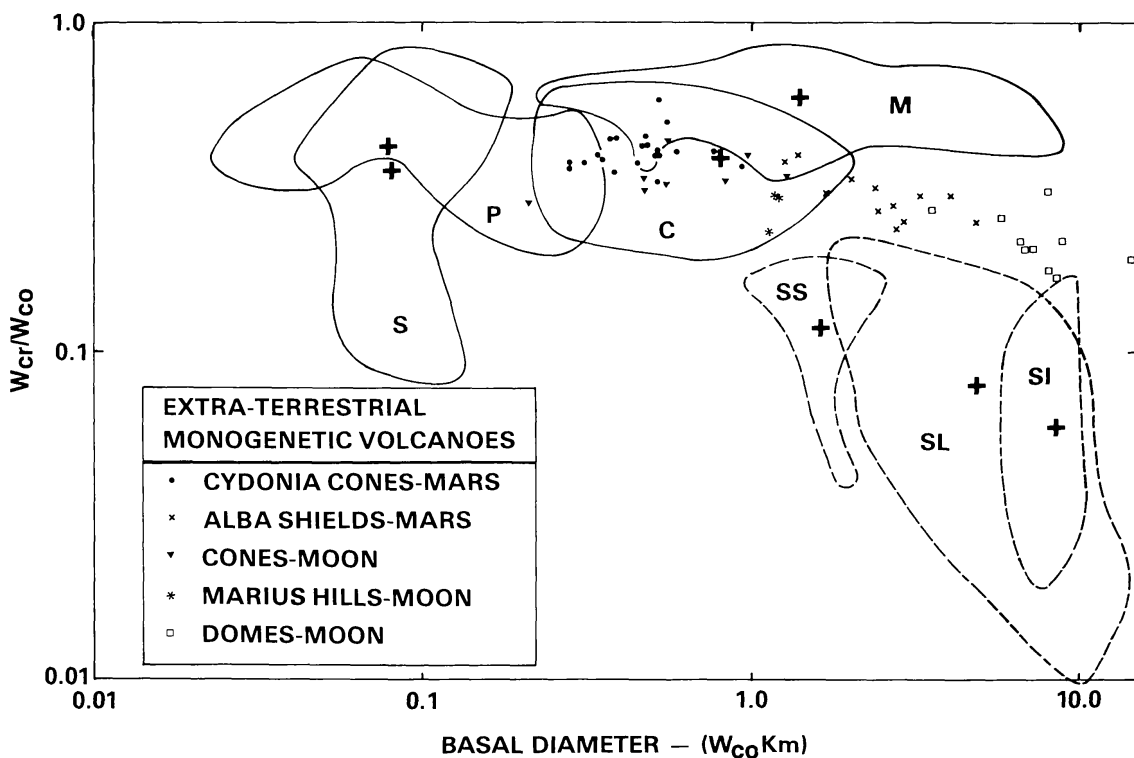 1.0
M
P
C
S
SS
SI
SL
Wcr/Wco
0.1
0.01
EXTRA-TERRESTRIAL
MONOGENETIC VOLCANOES
• CYDONIA CONES-MARS
× ALBA SHIELDS-MARS
▾ CONES-MOON
* MARIUS HILLS-MOON
□ DOMES-MOON
0.01 0.1 1.0 10.0
BASAL DIAMETER — (Wco Km)